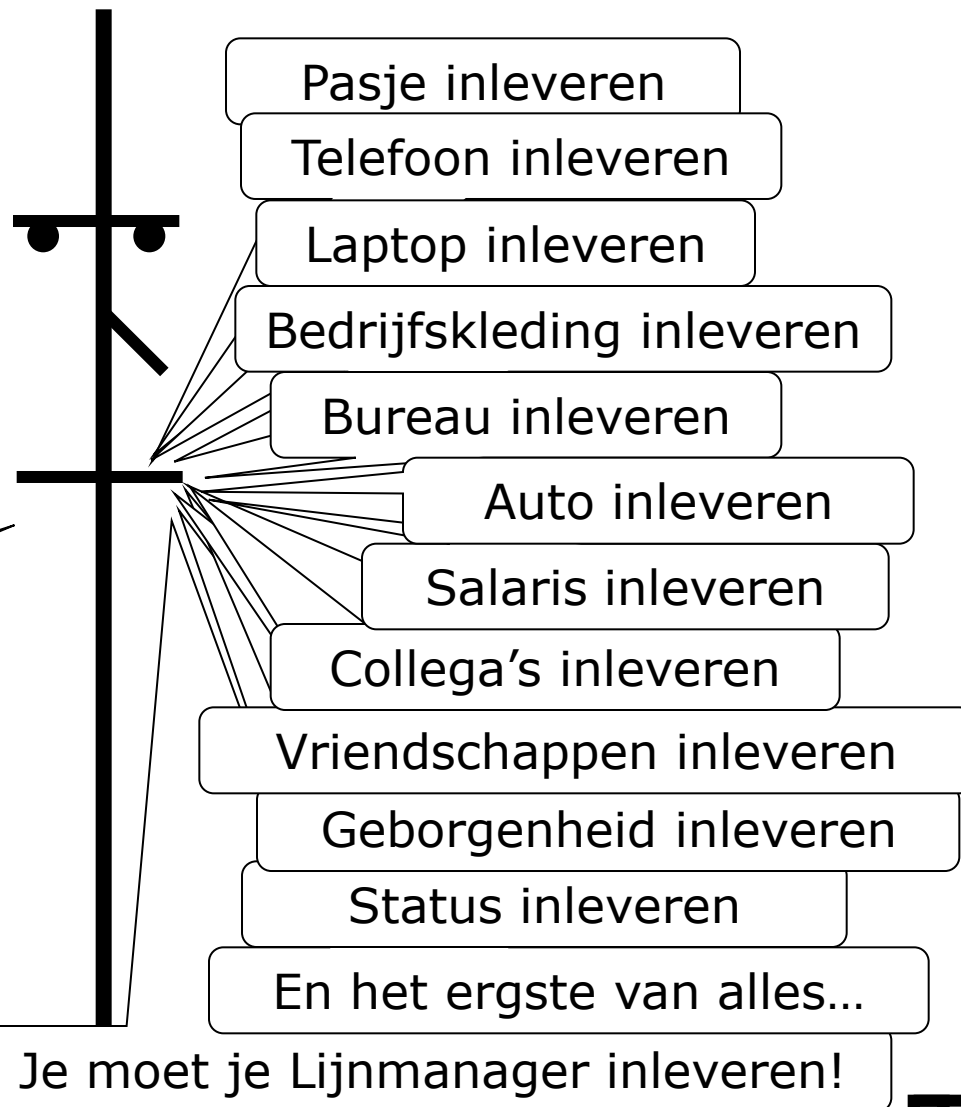 Pasje inleveren
Telefoon inleveren
Laptop inleveren
Bedrijfskleding inleveren
Bureau inleveren
Auto inleveren
Salaris inleveren
Collega’s inleveren
Vriendschappen inleveren
Geborgenheid inleveren
Status inleveren
En het ergste van alles…
Je moet je Lijnmanager inleveren!